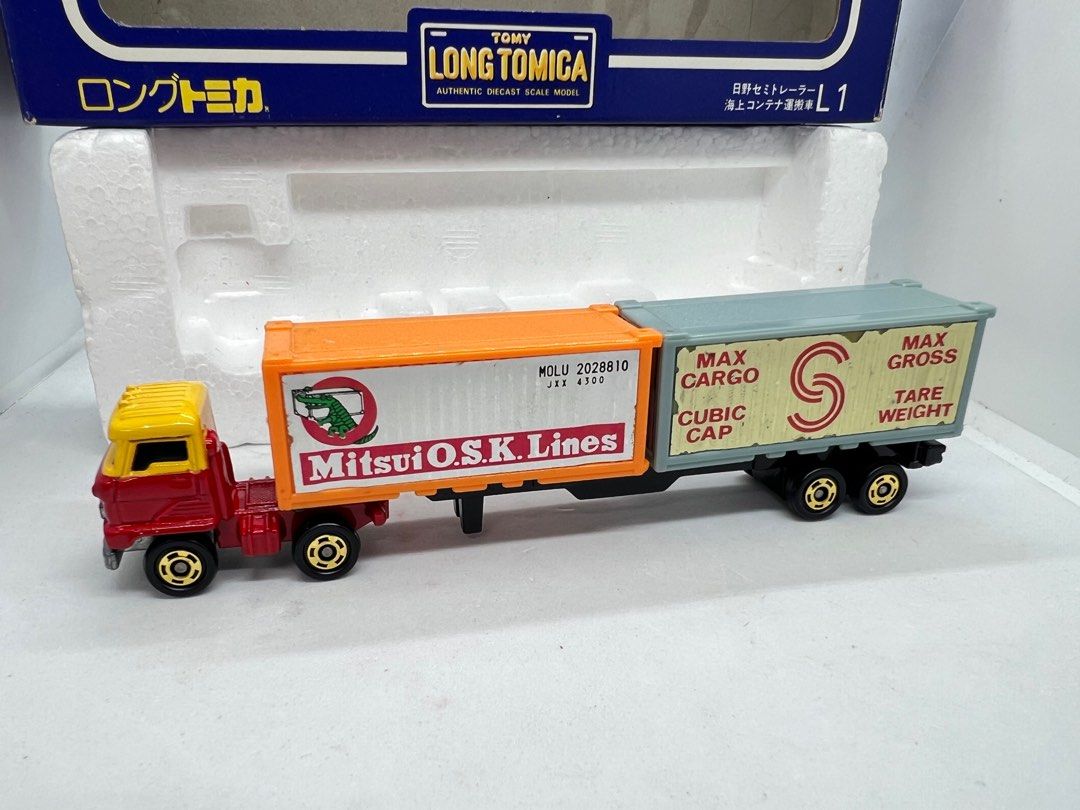 TOMY
LONG TOMICA
AUTHENTIC DIECAST SCALE MODEL
ロングトミカ
日野セミトレーラー
海上コンテナ運搬車 L1
MOLU 2028810
JXX 4300
Mitsui O.S.K. Lines
MAX
CARGO
CUBIC
CAP
S
MAX
GROSS
TARE
WEIGHT